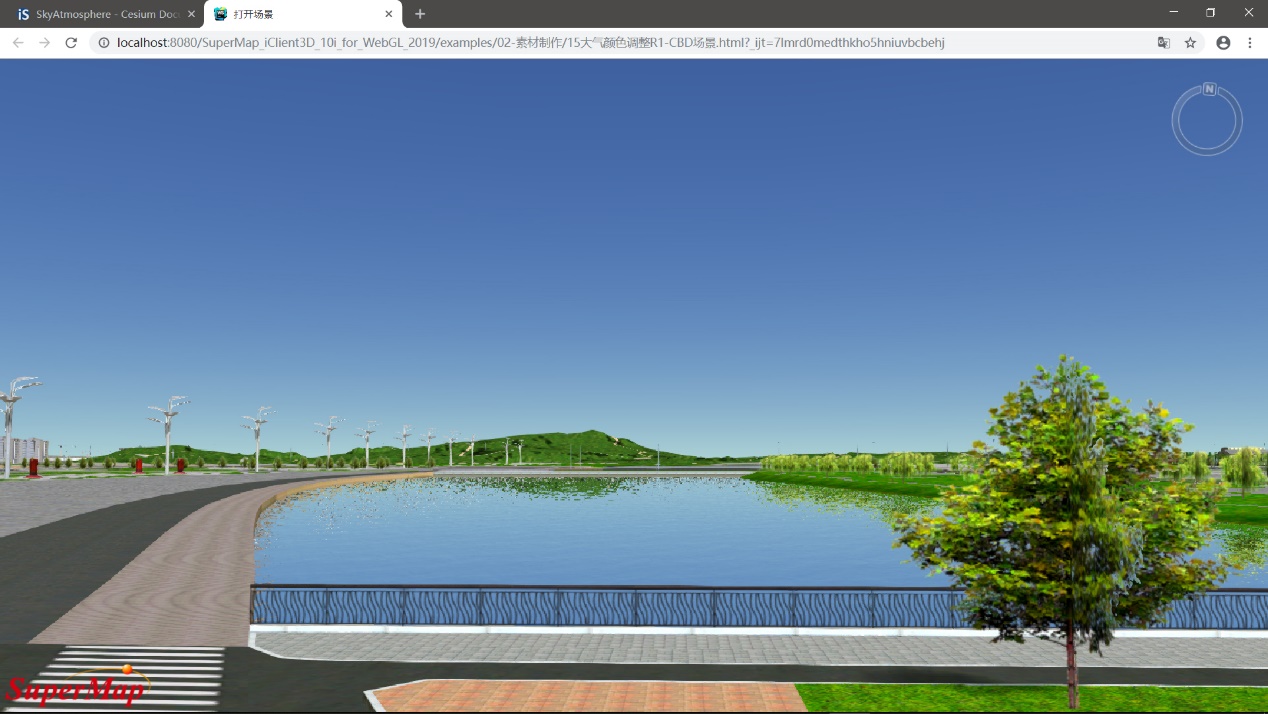 SkyAtmosphere - Cesium Doc
打开场景
localhost:8080/SuperMap_iClient3D_10i_for_WebGL_2019/examples/02-素材制作/15大气颜色调整R1-CBD场景.html?_ijt=7lmrd0medthkho5hniuvbcbehj
N
SuperMap